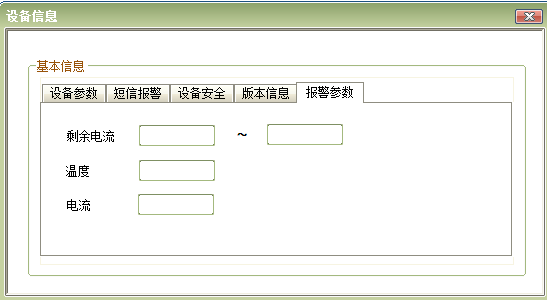 设备信息
基本信息
设备参数 短信报警 设备安全 版本信息 报警参数
剩余电流 ~
温度
电流